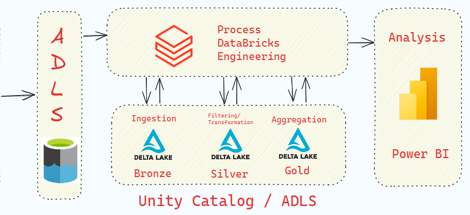 A
D
L
S
Process
DataBricks
Engineering
Analysis
Power BI
Ingestion
DELTA LAKE
Bronze
Filtering/
Transformation
DELTA LAKE
Silver
Aggregation
DELTA LAKE
Gold
Unity Catalog / ADLS